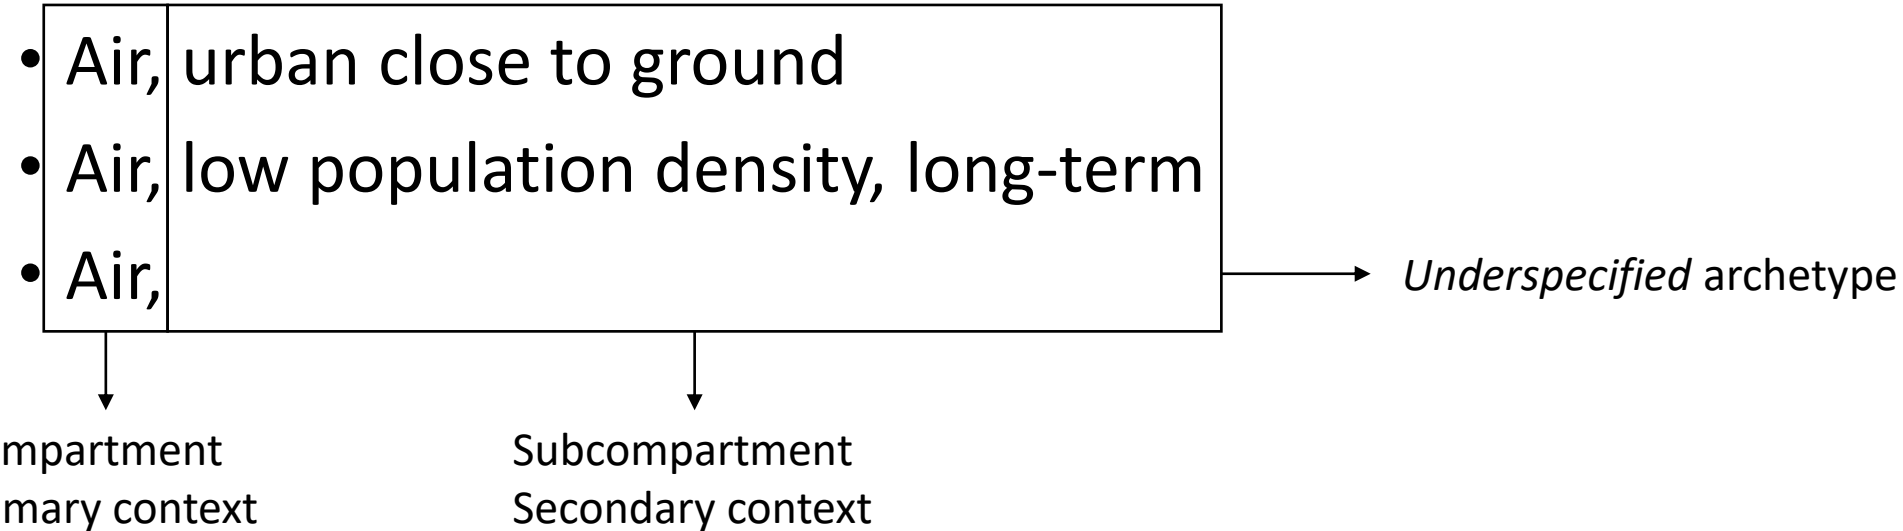 • Air, urban close to ground
• Air, low population density, long-term
• Air,
Underspecified archetype
mpartment
mary context
Subcompartment
Secondary context